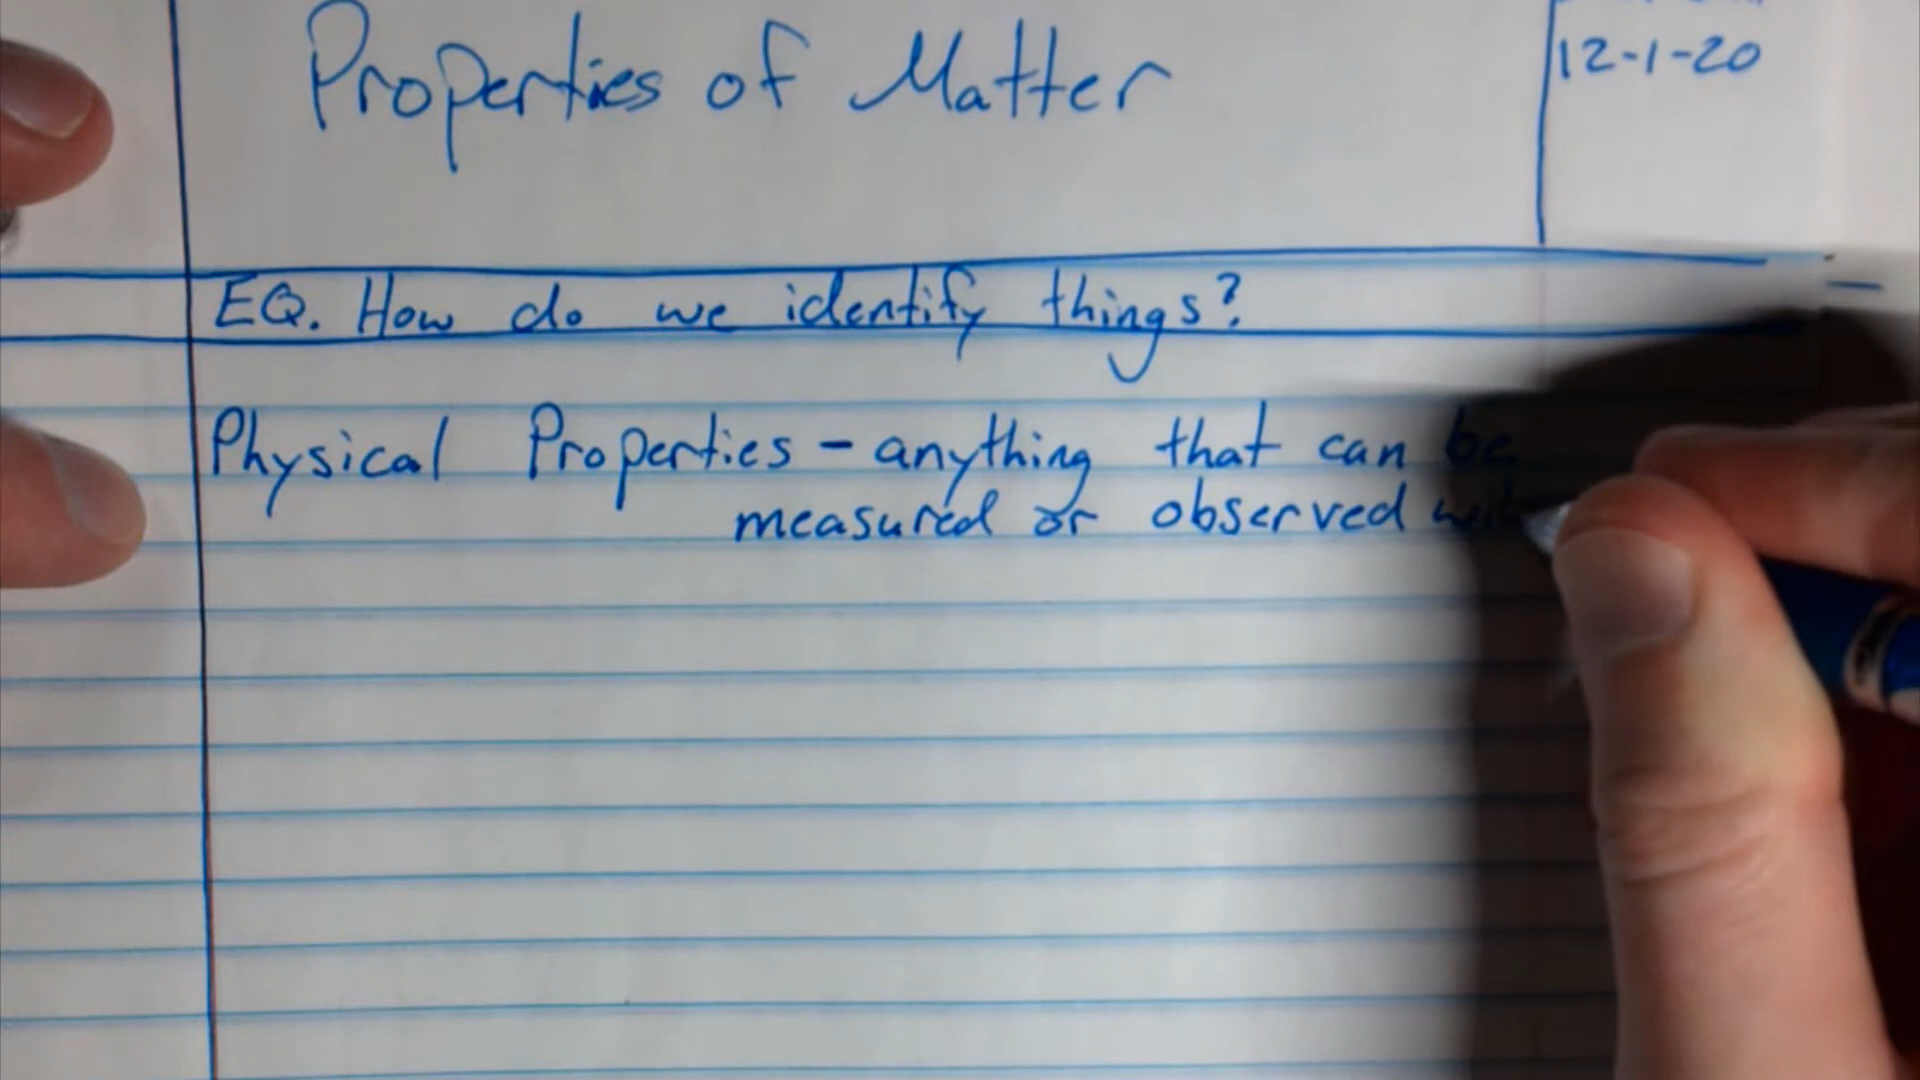 Properties of Matter
12-1-20
EQ. How do we identify things?
Physical Properties - anything that can be
measured or observed